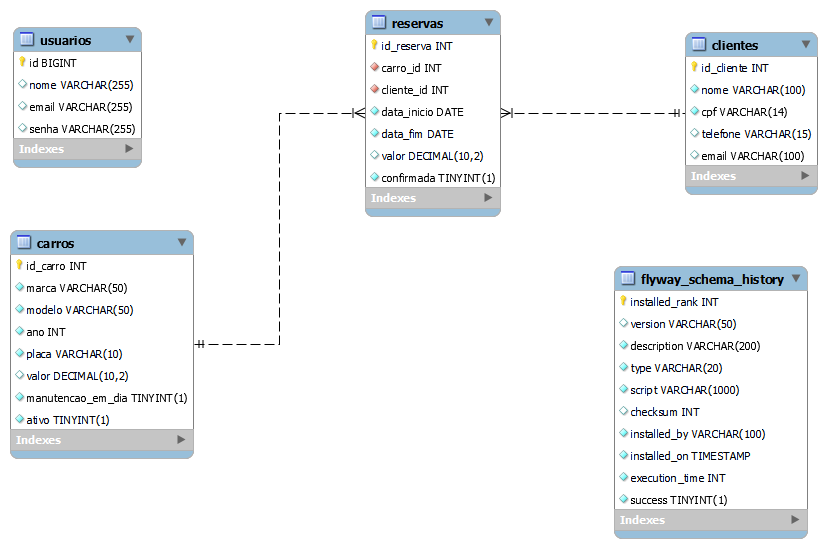 usuarios
id BIGINT
nome VARCHAR(255)
email VARCHAR(255)
senha VARCHAR(255)
Indexes
reservas
id_reserva INT
carro_id INT
cliente_id INT
data_inicio DATE
data_fim DATE
valor DECIMAL(10,2)
confirmada TINYINT(1)
Indexes
clientes
id_cliente INT
nome VARCHAR(100)
cpf VARCHAR(14)
telefone VARCHAR(15)
email VARCHAR(100)
Indexes
carros
id_carro INT
marca VARCHAR(50)
modelo VARCHAR(50)
ano INT
placa VARCHAR(10)
valor DECIMAL(10,2)
manutencao_em_dia TINYINT(1)
ativo TINYINT(1)
Indexes
flyway_schema_history
installed_rank INT
version VARCHAR(50)
description VARCHAR(200)
type VARCHAR(20)
script VARCHAR(1000)
checksum INT
installed_by VARCHAR(100)
installed_on TIMESTAMP
execution_time INT
success TINYINT(1)
Indexes